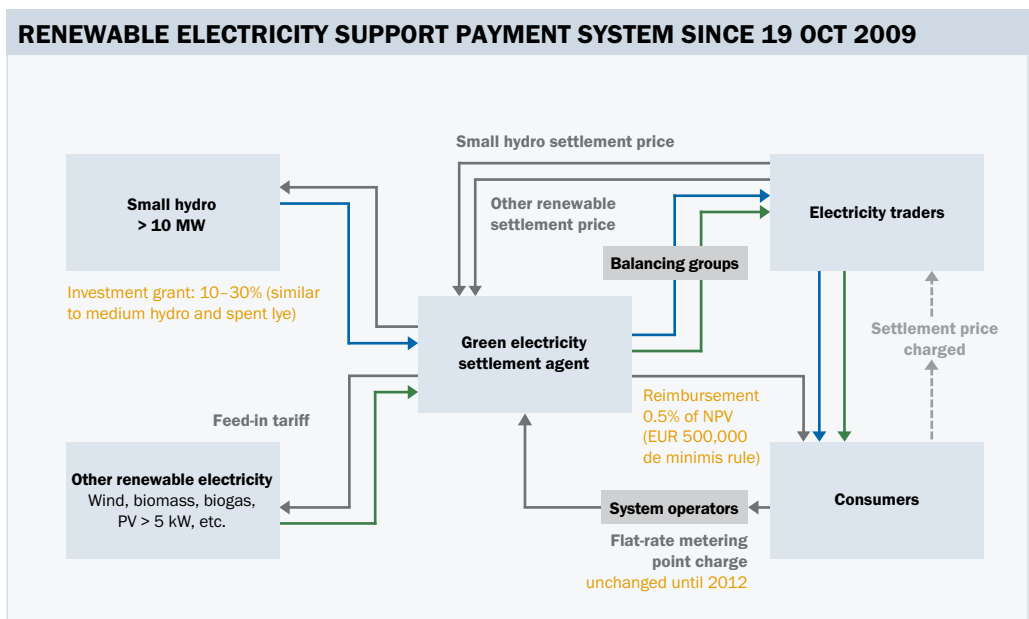 RENEWABLE ELECTRICITY SUPPORT PAYMENT SYSTEM SINCE 19 OCT 2009
Small hydro settlement price
Small hydro
> 10 MW
Other renewable
settlement price
Electricity traders
Balancing groups
Investment grant: 10–30% (similar
to medium hydro and spent lye)
Green electricity
settlement agent
Settlement price
charged
Feed-in tariff
Reimbursement
0.5% of NPV
(EUR 500,000
de minimis rule)
Other renewable electricity
Wind, biomass, biogas,
PV > 5 kW, etc.
System operators
Consumers
Flat-rate metering
point charge
unchanged until 2012